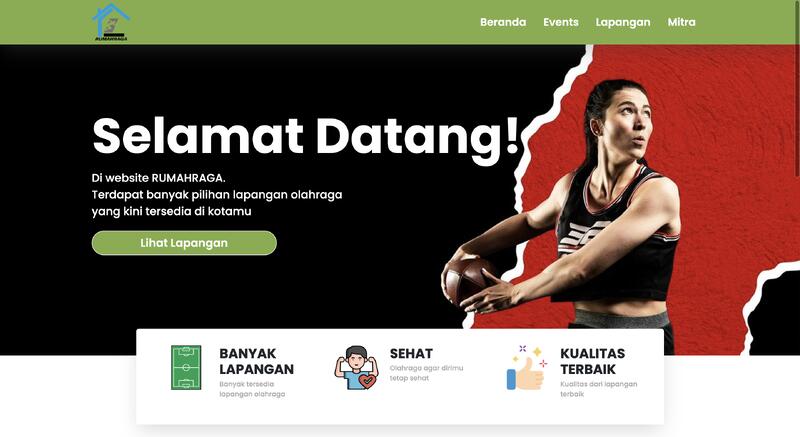 RUMAHRAGA
Beranda
Events
Lapangan
Mitra
Selamat Datang!
Di website RUMAHRAGA.
Terdapat banyak pilihan lapangan olahraga
yang kini tersedia di kotamu
Lihat Lapangan
BANYAK
LAPANGAN
Banyak tersedia
lapangan olahraga
SEHAT
Olahraga agar dirimu
tetap sehat
KUALITAS
TERBAIK
Kualitas dari lapangan
terbaik